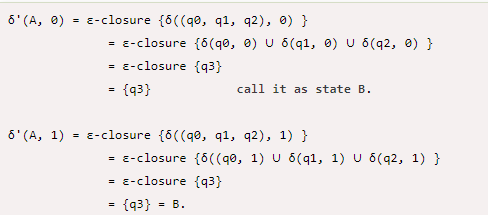 δ'(A, 0) = ε-closure {δ((q0, q1, q2), 0) }
= ε-closure {δ(q0, 0) ∪ δ(q1, 0) ∪ δ(q2, 0) }
= ε-closure {q3}
= {q3} call it as state B.
δ'(A, 1) = ε-closure {δ((q0, q1, q2), 1) }
= ε-closure {δ((q0, 1) ∪ δ(q1, 1) ∪ δ(q2, 1) }
= ε-closure {q3}
= {q3} = B.